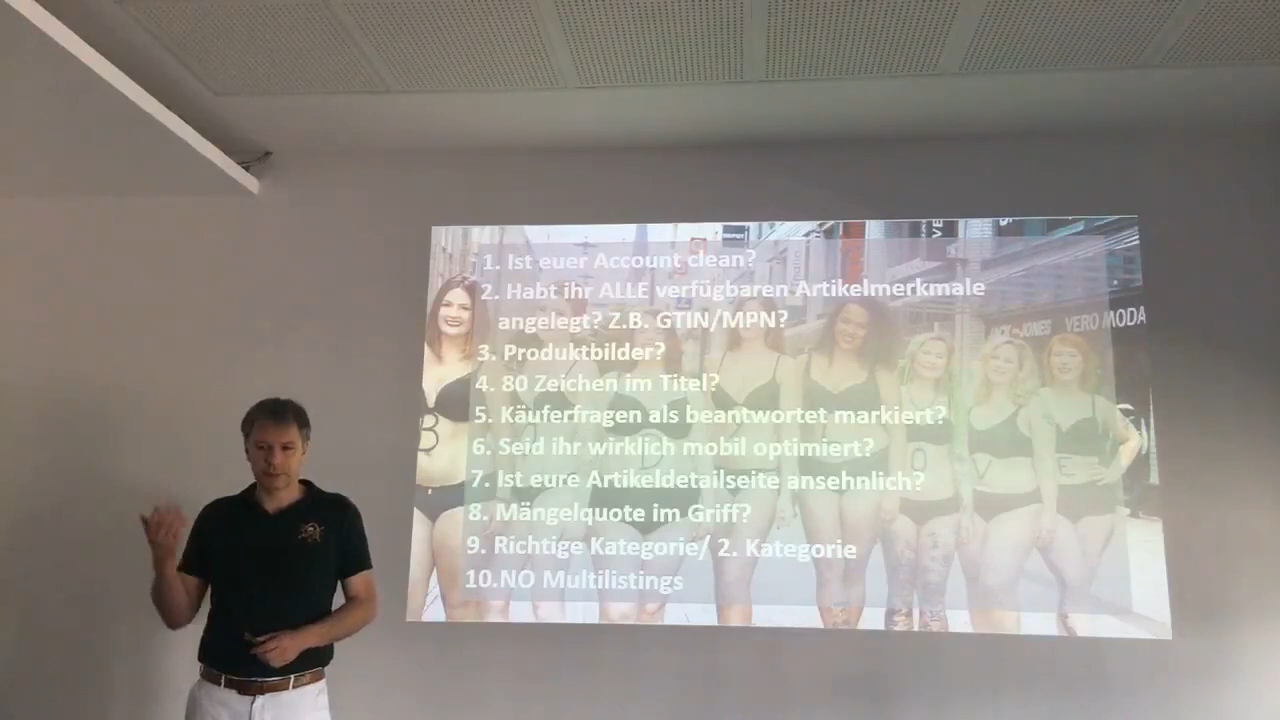 1. Ist euer Account clean?
2. Habt ihr ALLE verfügbaren Artikelmerkmale
angelegt? Z.B. GTIN/MPN?
3. Produktbilder?
4. 80 Zeichen im Titel?
5. Käuferfragen als beantwortet markiert?
6. Seid ihr wirklich mobil optimiert?
7. Ist eure Artikeldetailseite ansehnlich?
8. Mängelquote im Griff?
9. Richtige Kategorie/ 2. Kategorie
10.NO Multilistings
JONES VERO MODA
B
D
O V E